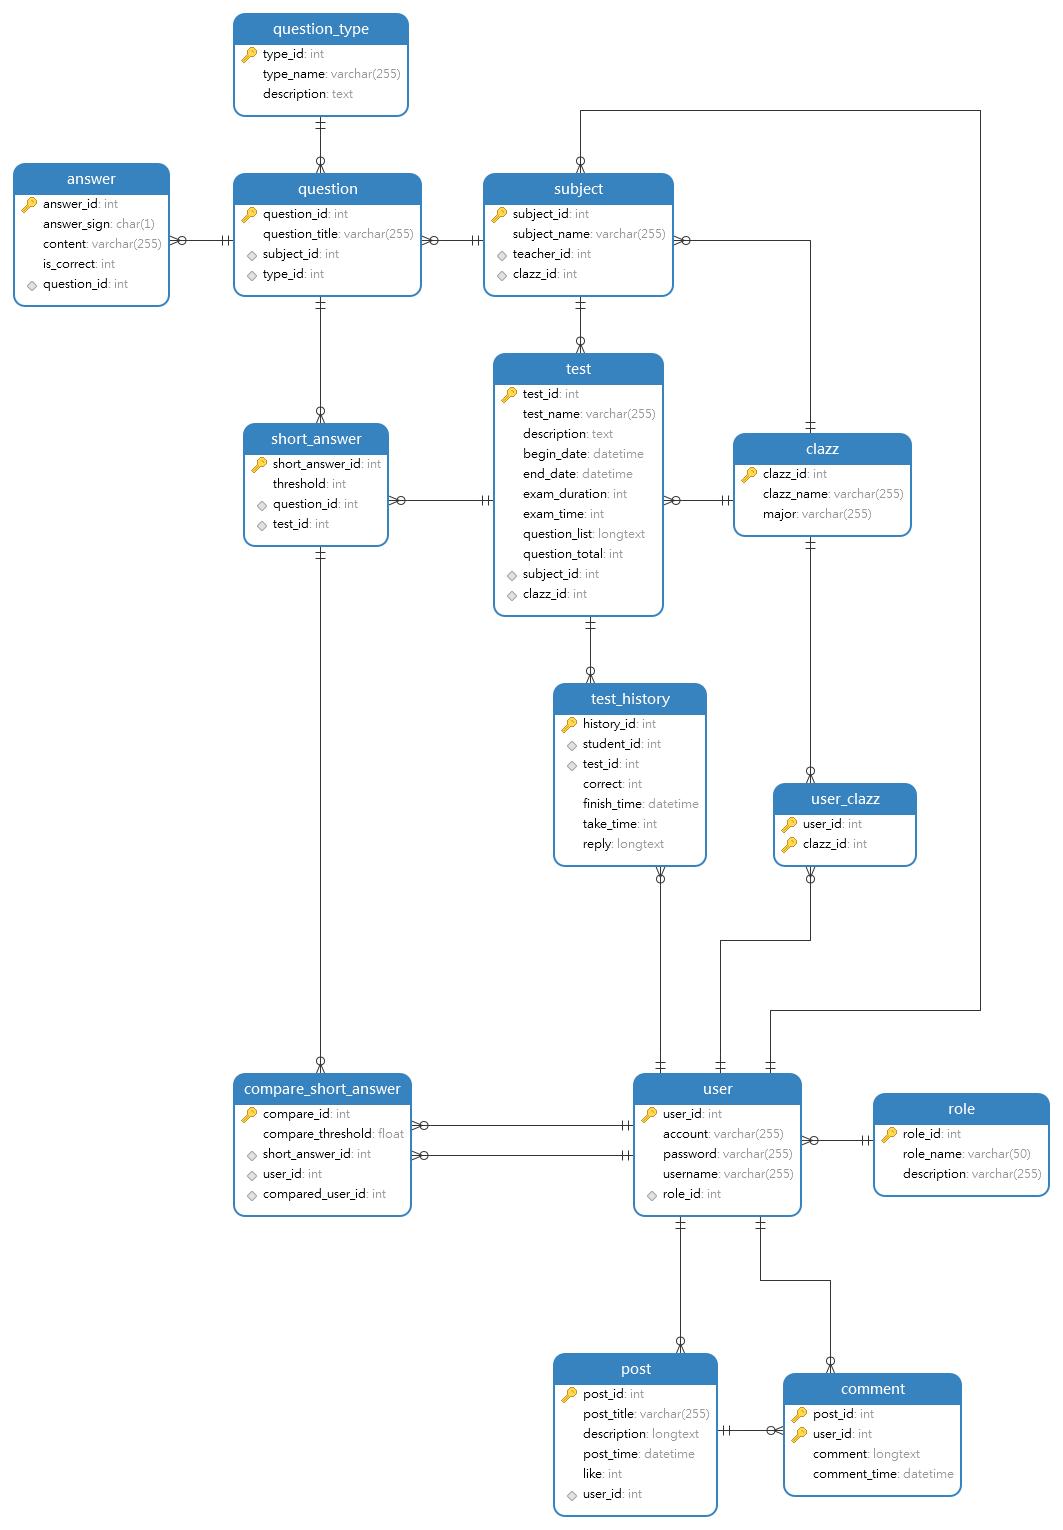 question_type
type_id: int
type_name: varchar(255)
description: text
answer
answer_id: int
answer_sign: char(1)
content: varchar(255)
is_correct: int
question_id: int
question
question_id: int
question_title: varchar(255)
subject_id: int
type_id: int
subject
subject_id: int
subject_name: varchar(255)
teacher_id: int
clazz_id: int
test
test_id: int
test_name: varchar(255)
description: text
begin_date: datetime
end_date: datetime
exam_duration: int
exam_time: int
question_list: longtext
question_total: int
subject_id: int
clazz_id: int
short_answer
short_answer_id: int
threshold: int
question_id: int
test_id: int
clazz
clazz_id: int
clazz_name: varchar(255)
major: varchar(255)
test_history
history_id: int
student_id: int
test_id: int
correct: int
finish_time: datetime
take_time: int
reply: longtext
user_clazz
user_id: int
clazz_id: int
compare_short_answer
compare_id: int
compare_threshold: float
short_answer_id: int
user_id: int
compared_user_id: int
user
user_id: int
account: varchar(255)
password: varchar(255)
username: varchar(255)
role_id: int
role
role_id: int
role_name: varchar(50)
description: varchar(255)
post
post_id: int
post_title: varchar(255)
description: longtext
post_time: datetime
like: int
user_id: int
comment
post_id: int
user_id: int
comment: longtext
comment_time: datetime